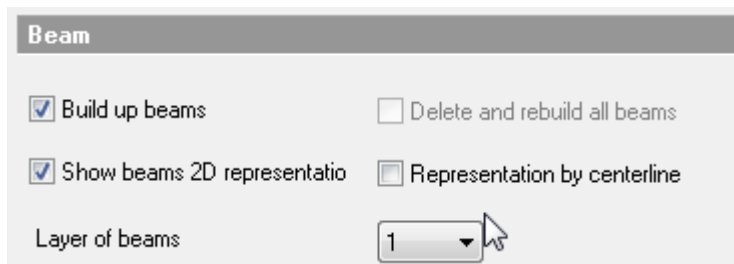 Beam
Build up beams Delete and rebuild all beams
Show beams 2D representatio Representation by centerline
Layer of beams 1